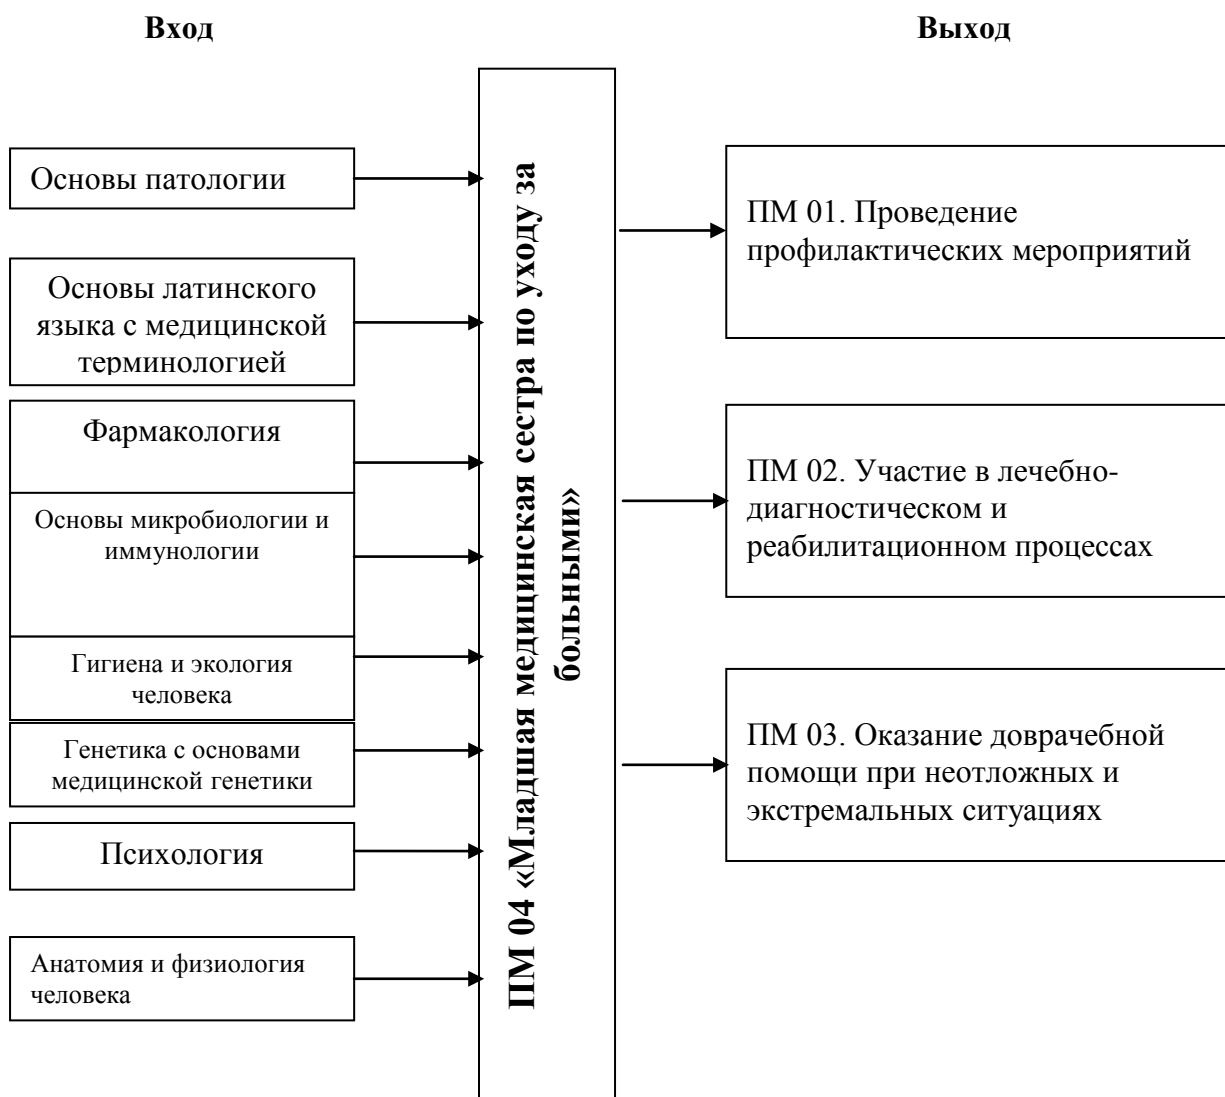 Вход
Выход
Основы патологии
Основы латинского
языка с медицинской
терминологией
Фармакология
Основы микробиологии и
иммунологии
Гигиена и экология
человека
Генетика с основами
медицинской генетики
Психология
Анатомия и физиология
человека
ПМ 04 «Младшая медицинская сестра по уходу за
больными»
ПМ 01. Проведение
профилактических мероприятий
ПМ 02. Участие в лечебно-
диагностическом и
реабилитационном процессах
ПМ 03. Оказание доврачебной
помощи при неотложных и
экстремальных ситуациях